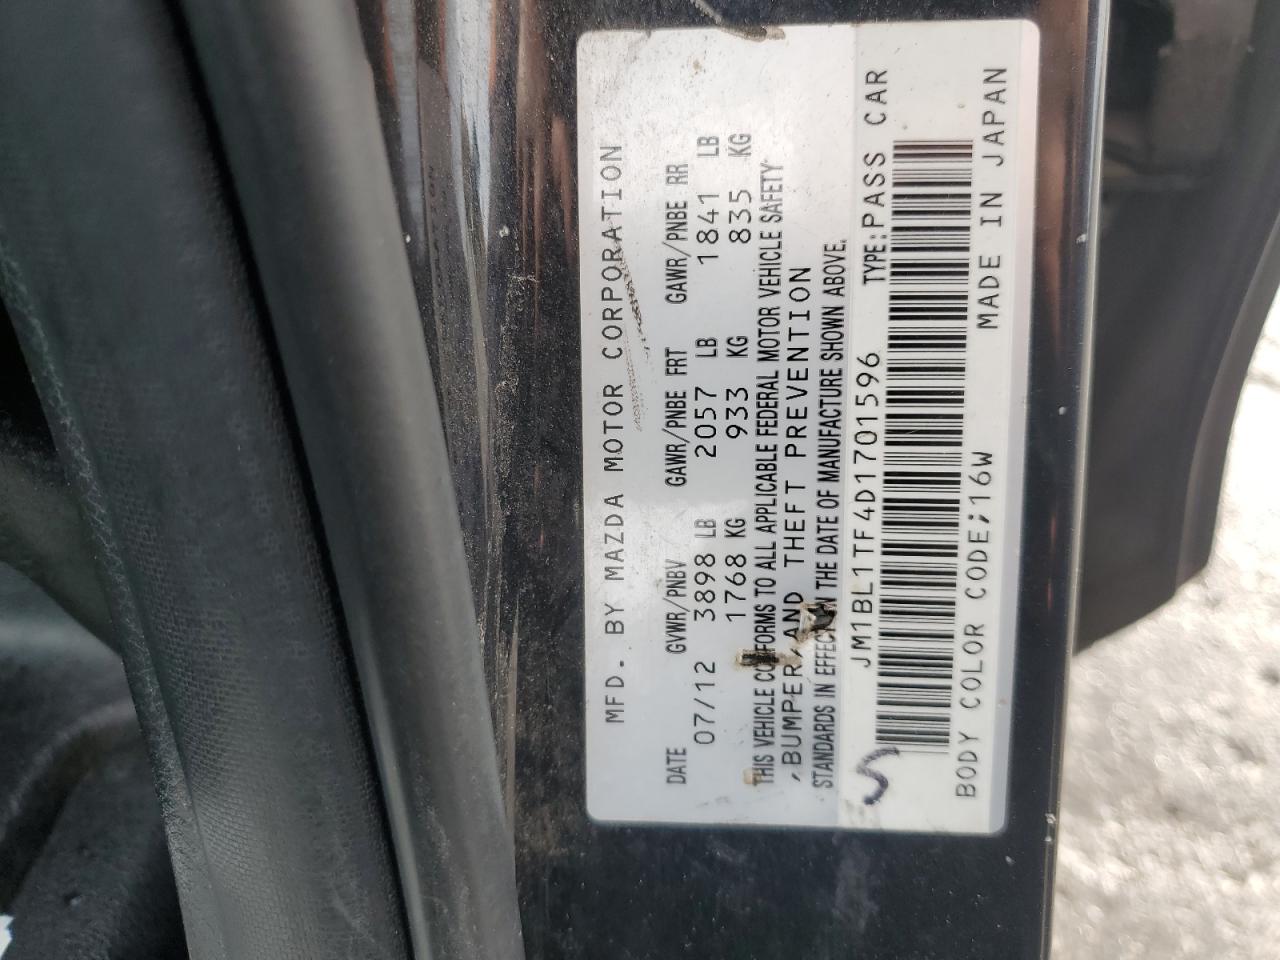 MFD. BY MAZDA MOTOR CORPORATION
DATE GVWR/PNBV GAWR/PNBE FRT GAWR/PNBE RR
07/12 3898 LB 2057 LB 1841 LB
1768 KG 933 KG 835 KG
THIS VEHICLE CONFORMS TO ALL APPLICABLE FEDERAL MOTOR VEHICLE SAFETY
,BUMPER,AND THEFT PREVENTION
STANDARDS IN EFFECT ON THE DATE OF MANUFACTURE SHOWN ABOVE.
JM1BL1TF4D1701596 TYPE:PASS CAR
5
BODY COLOR CODE;16W MADE IN JAPAN